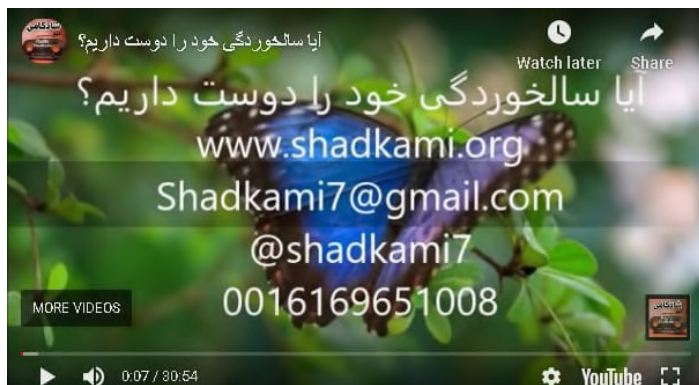 آیا سالخوردگی خود را دوست داریم؟
Watch later
Share
آیا سالخوردگی خود را دوست داریم؟
www.shadkami.org
Shadkami7@gmail.com
@shadkami7
0016169651008
MORE VIDEOS
0:07 / 30:54
YouTube